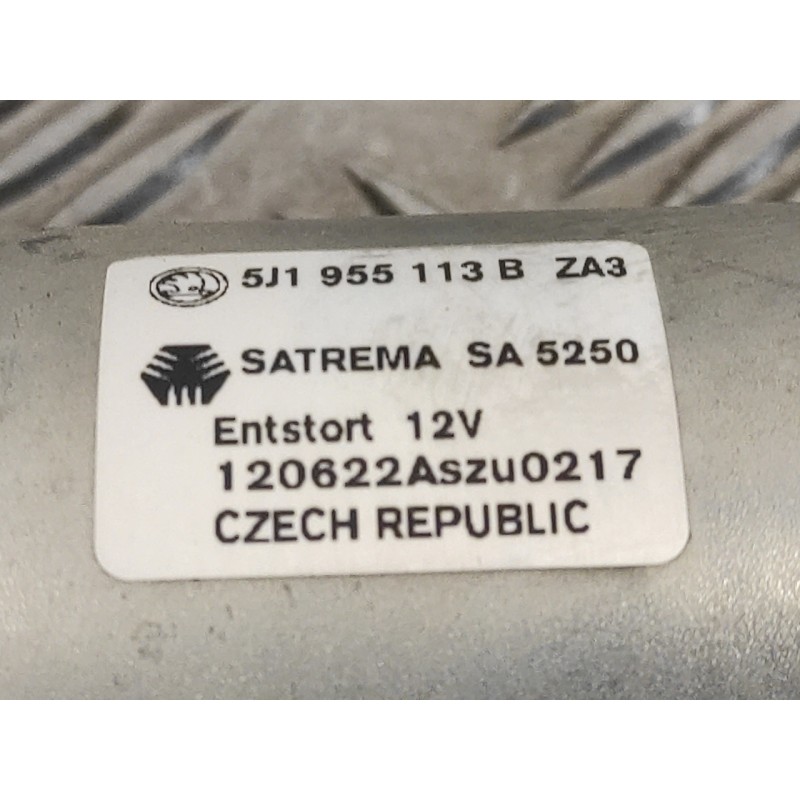 5J1 955 113 B ZA3
SATREMA SA 5250
Entstort 12V
120622Aszu0217
CZECH REPUBLIC